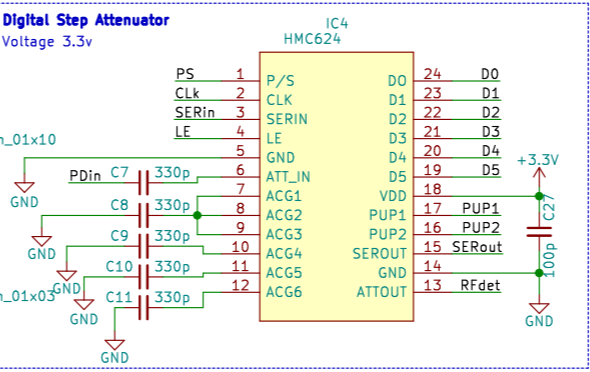 Digital Step Attenuator
Voltage 3.3v
IC4
HMC624
PS 1 P/S D0 24 D0
CLk 2 CLK D1 23 D1
SERin 3 SERIN D2 22 D2
LE 4 LE D3 21 D3
n_01x10
5 GND D4 20 D4
PDin C7 330p 6 ATT_IN D5 19 D5
+3.3V
GND
7 ACG1 VDD 18
C8 330p 8 ACG2 PUP1 17 PUP1
9 ACG3 PUP2 16 PUP2
C27
100p
GND
C9 330p 10 ACG4 SEROUT 15 SERout
C10 330p 11 ACG5 GND 14
GND
n_01x03
C11 330p 12 ACG6 ATTOUT 13 RFdet
GND
GND
GND